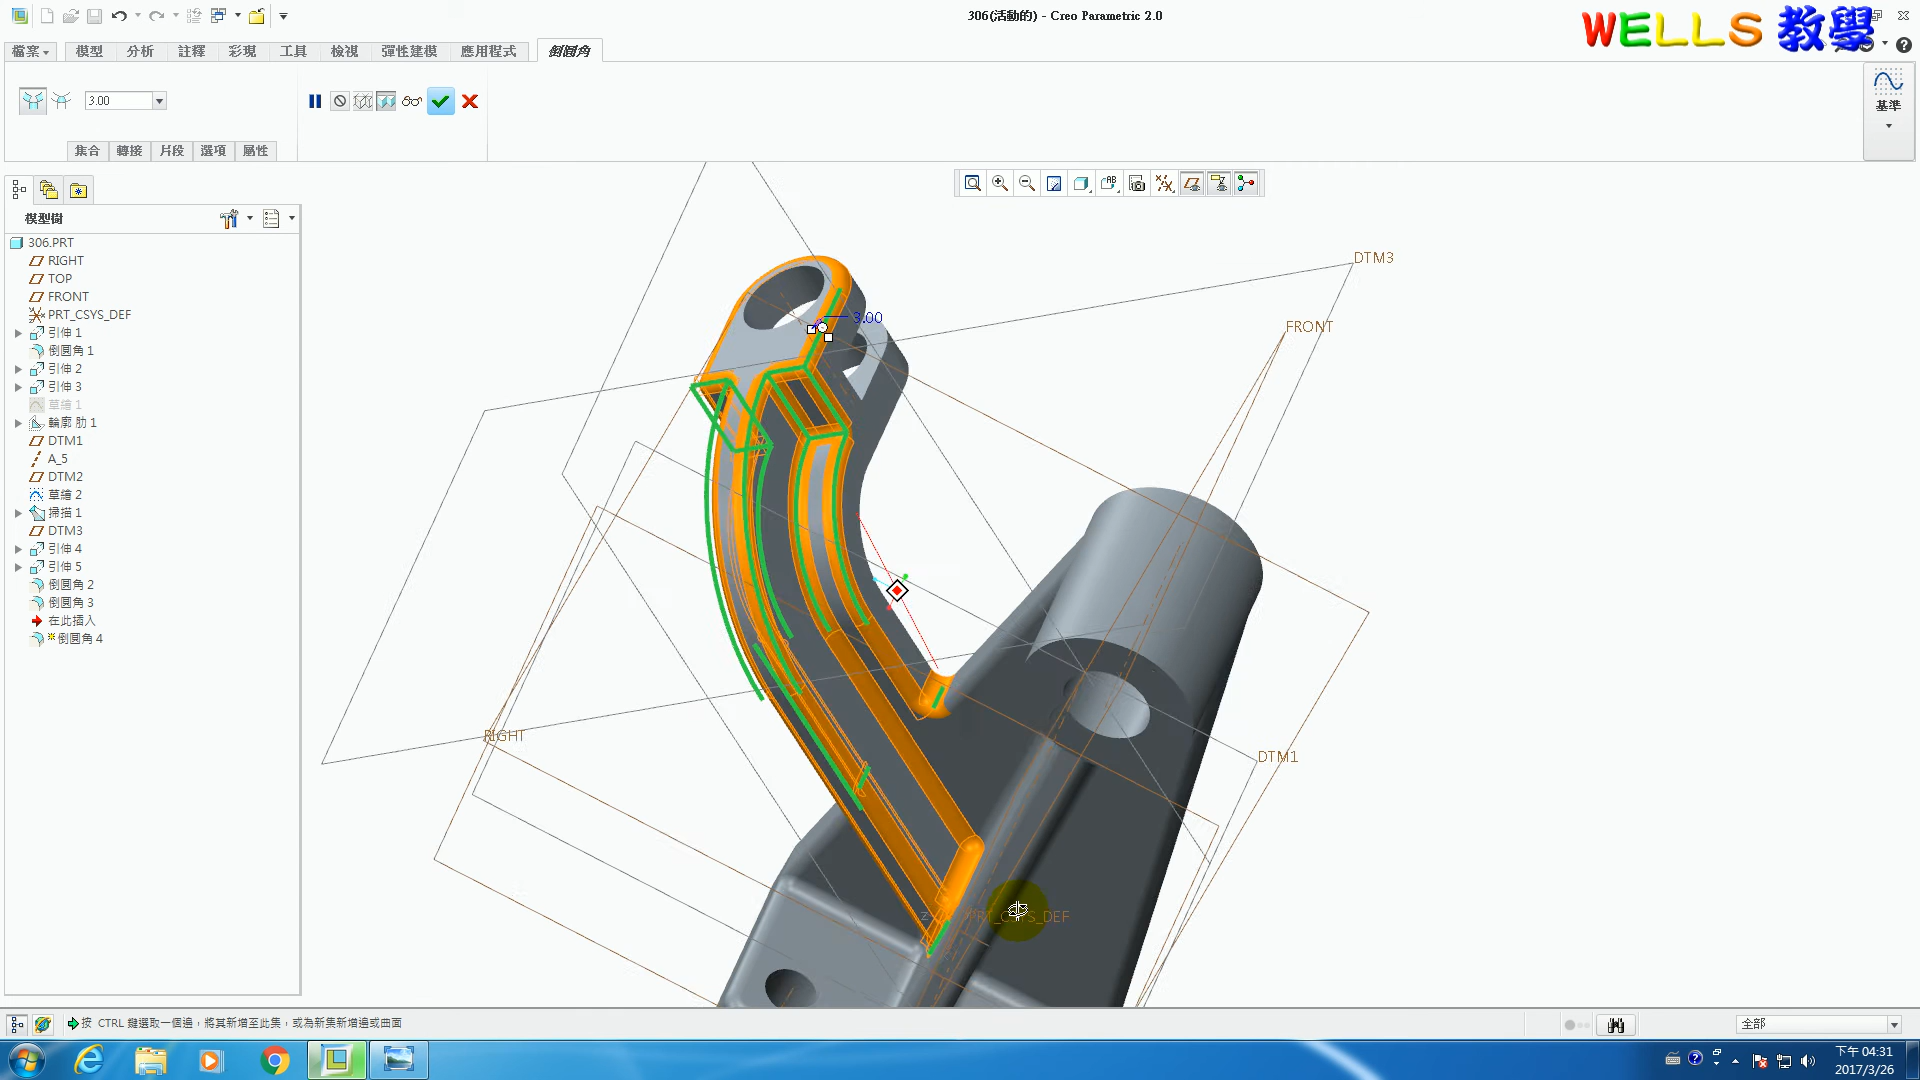 306(活動的) - Creo Parametric 2.0
WELLS 教學
檔案 模型 分析 註釋 彩現 工具 檢視 彈性建模 應用程式 倒圓角
3.00
基準
集合 轉接 片段 選項 屬性
模型樹
306.PRT
RIGHT
TOP
FRONT
PRT_CSYS_DEF
引伸 1
倒圓角 1
引伸 2
引伸 3
草繪 1
輪廓 肋 1
DTM1
A_5
DTM2
草繪 2
掃描 1
DTM3
引伸 4
引伸 5
倒圓角 2
倒圓角 3
在此插入
倒圓角 4
DTM3
3.00
FRONT
RIGHT
DTM1
PRT_CSYS_DEF
按 CTRL 鍵選取一個邊，將其新增至此集，或為新集新增邊或曲面
全部
下午 04:31
2017/3/26